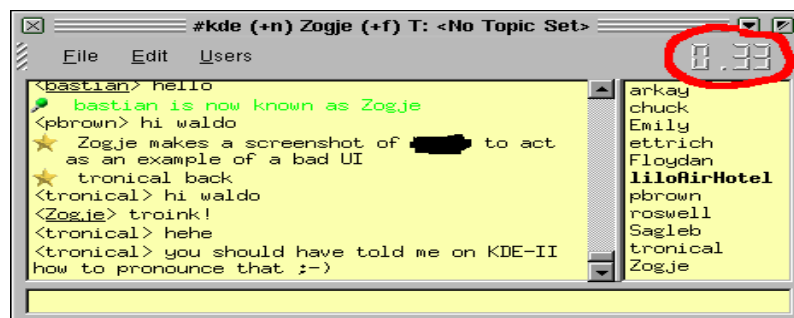 #kde (+n) Zogje (+f) T: <No Topic Set>
File Edit Users
0.33
<bastian> hello
bastian is now known as Zogje
<pbrown> hi waldo
Zogje makes a screenshot of to act
as an example of a bad UI
tronical back
<tronical> hi waldo
<Zogje> troink!
<tronical> hehe
<tronical> you should have told me on KDE-II
how to pronounce that ;-)
arkay
chuck
Emily
ettrich
Floydan
liloAirHotel
pbrown
roswell
Sagleb
tronical
Zogje